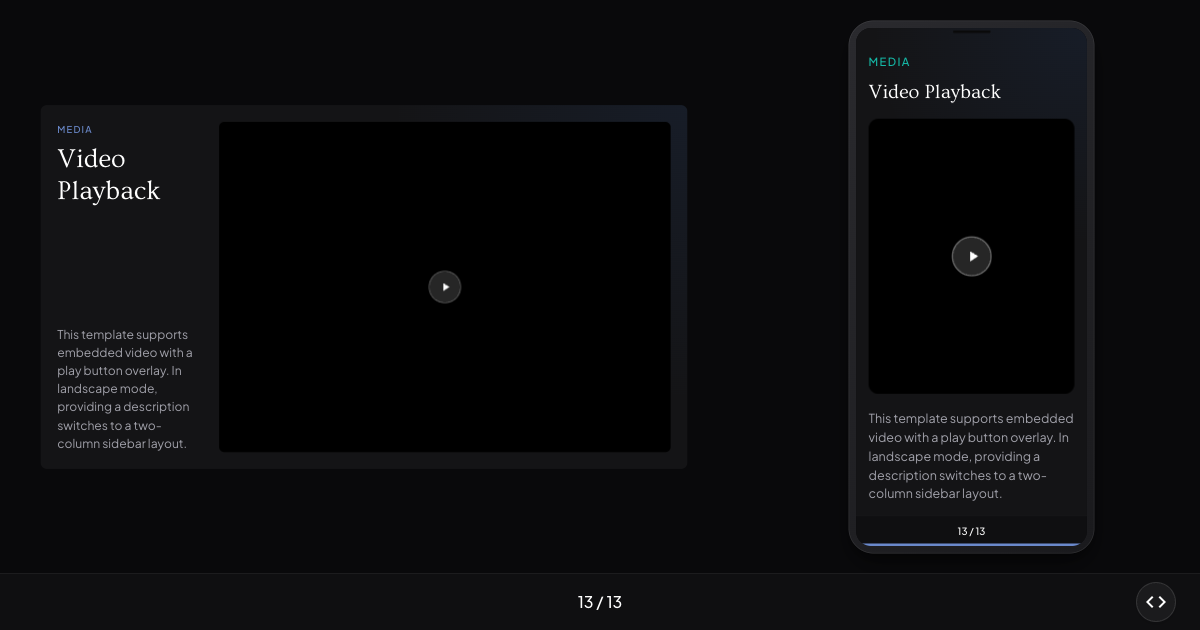 MEDIA
Video
Playback
This template supports
embedded video with a
play button overlay. In
landscape mode,
providing a description
switches to a two-
column sidebar layout.
MEDIA
Video Playback
This template supports embedded
video with a play button overlay. In
landscape mode, providing a
description switches to a two-
column sidebar layout.
13 / 13
13 / 13